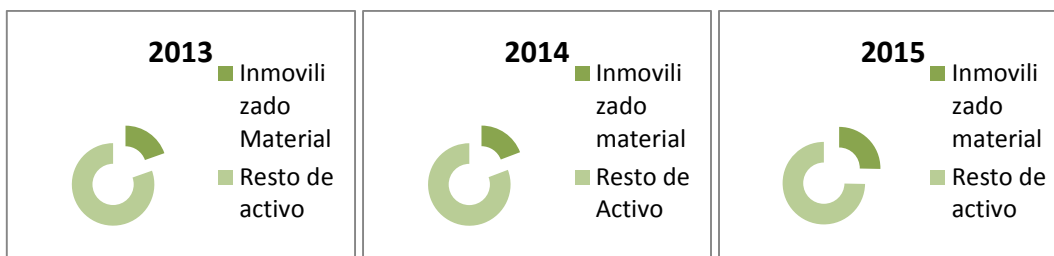 2013
Inmovili
zado
Material
Resto de
activo
2014
Inmovili
zado
material
Resto de
Activo
2015
Inmovili
zado
material
Resto de
activo